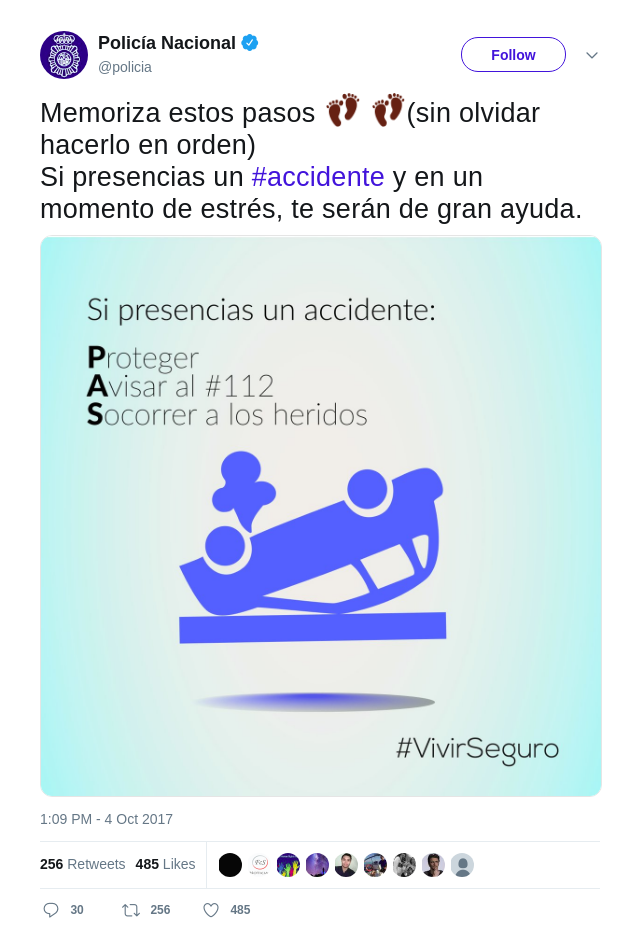 Policía Nacional
@policia
Follow
Memoriza estos pasos 👣 👣(sin olvidar
hacerlo en orden)
Si presencias un #accidente y en un
momento de estrés, te serán de gran ayuda.
Si presencias un accidente:
Proteger
Avisar al #112
Socorrer a los heridos
#VivirSeguro
1:09 PM - 4 Oct 2017
256 Retweets 485 Likes
30 256 485